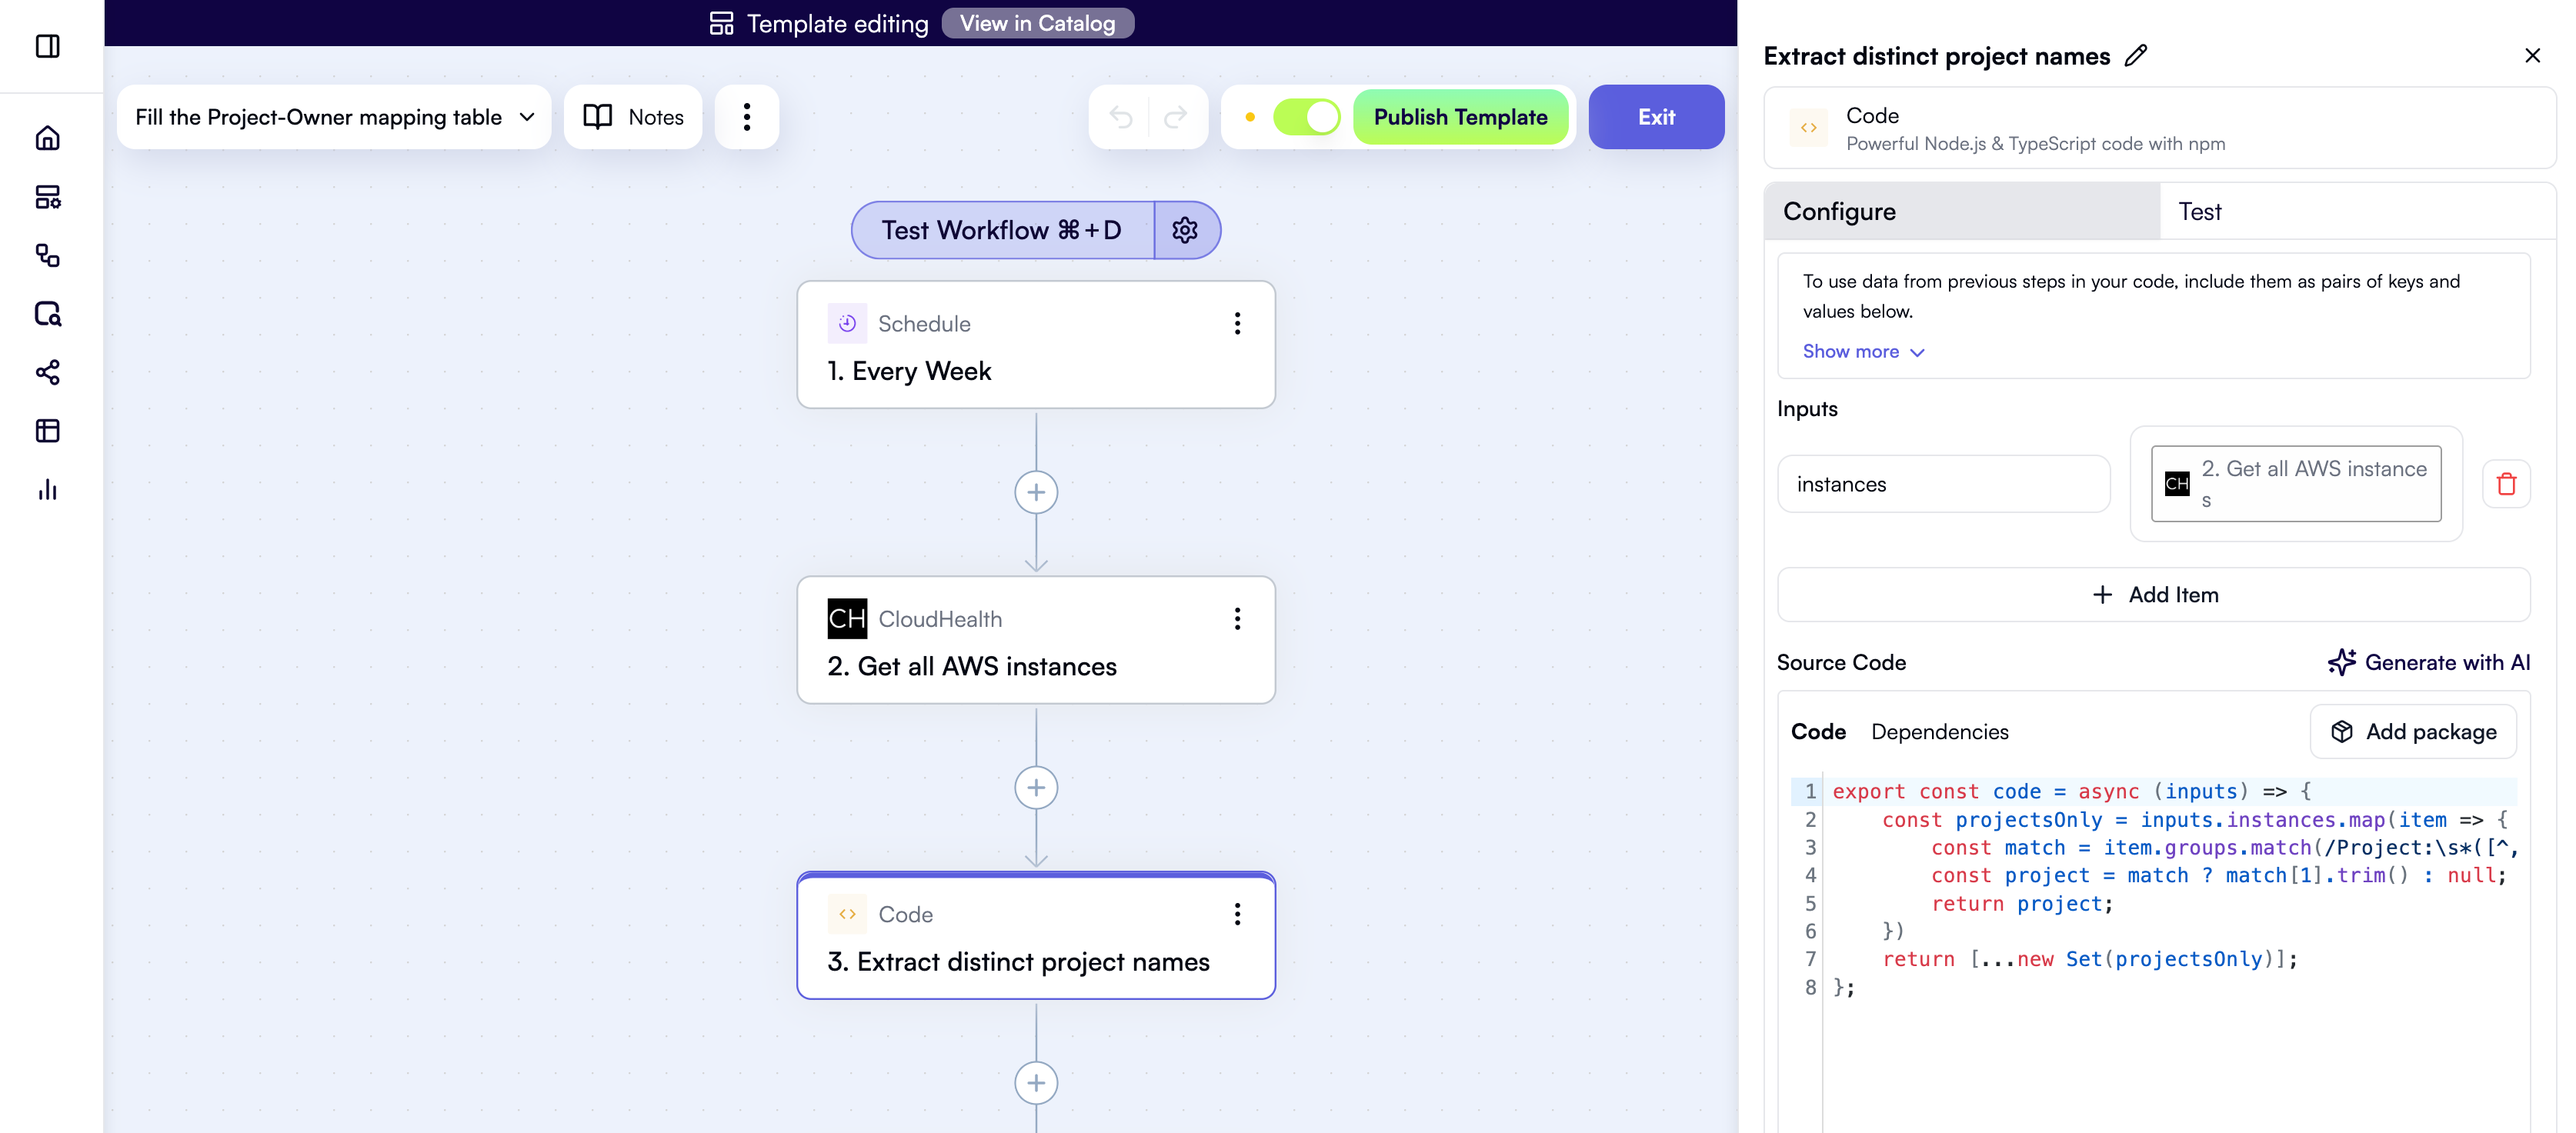 Template editing
View in Catalog
Fill the Project-Owner mapping table
Notes
Publish Template
Exit
Test Workflow ⌘+D
Schedule
1. Every Week
CH CloudHealth
2. Get all AWS instances
Code
3. Extract distinct project names
Extract distinct project names
Code
Powerful Node.js & TypeScript code with npm
Configure
Test
To use data from previous steps in your code, include them as pairs of keys and
values below.
Show more
Inputs
instances
CH 2. Get all AWS instance
s
Add Item
Source Code
Generate with AI
Code
Dependencies
Add package
1 export const code = async (inputs) => {
2     const projectsOnly = inputs.instances.map(item => {
3         const match = item.groups.match(/Project:\s*([^,
4         const project = match ? match[1].trim() : null;
5         return project;
6     })
7     return [...new Set(projectsOnly)];
8 };